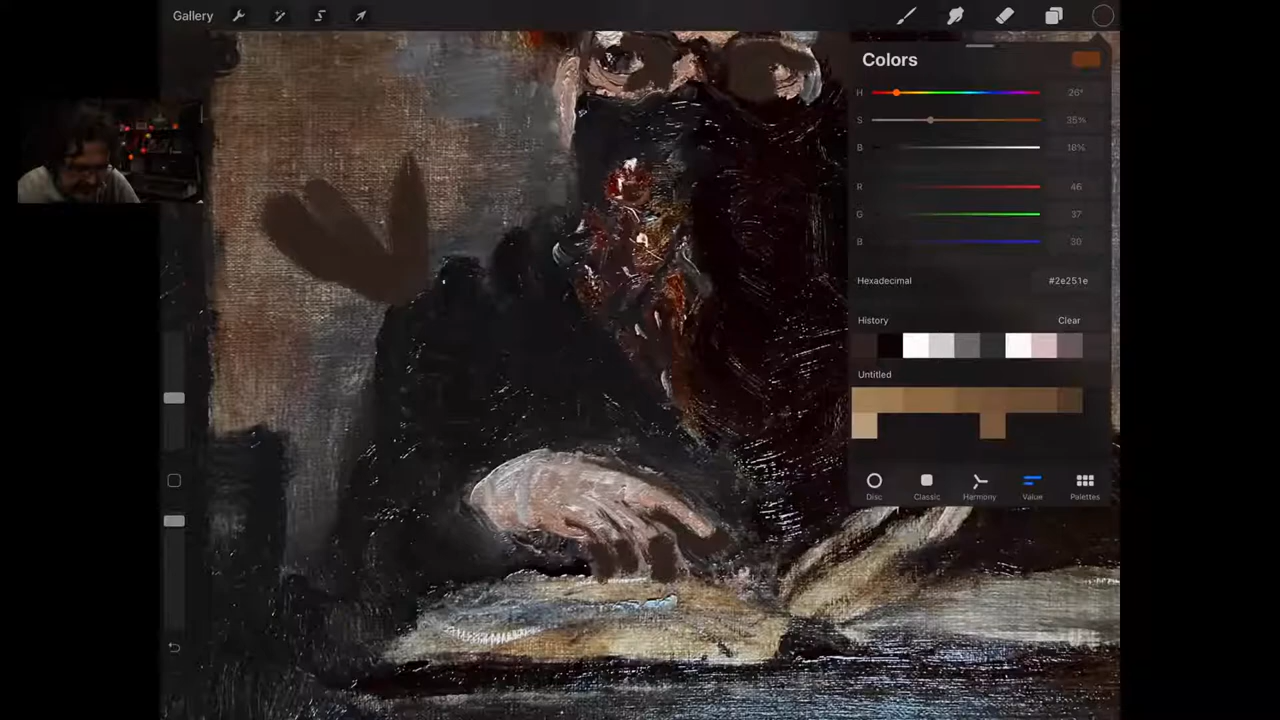 Gallery
Colors
H 26°
S 35%
B 18%
R 46
G 37
B 30
Hexadecimal #2e251e
History Clear
Untitled
Disc Classic Harmony Value Palettes